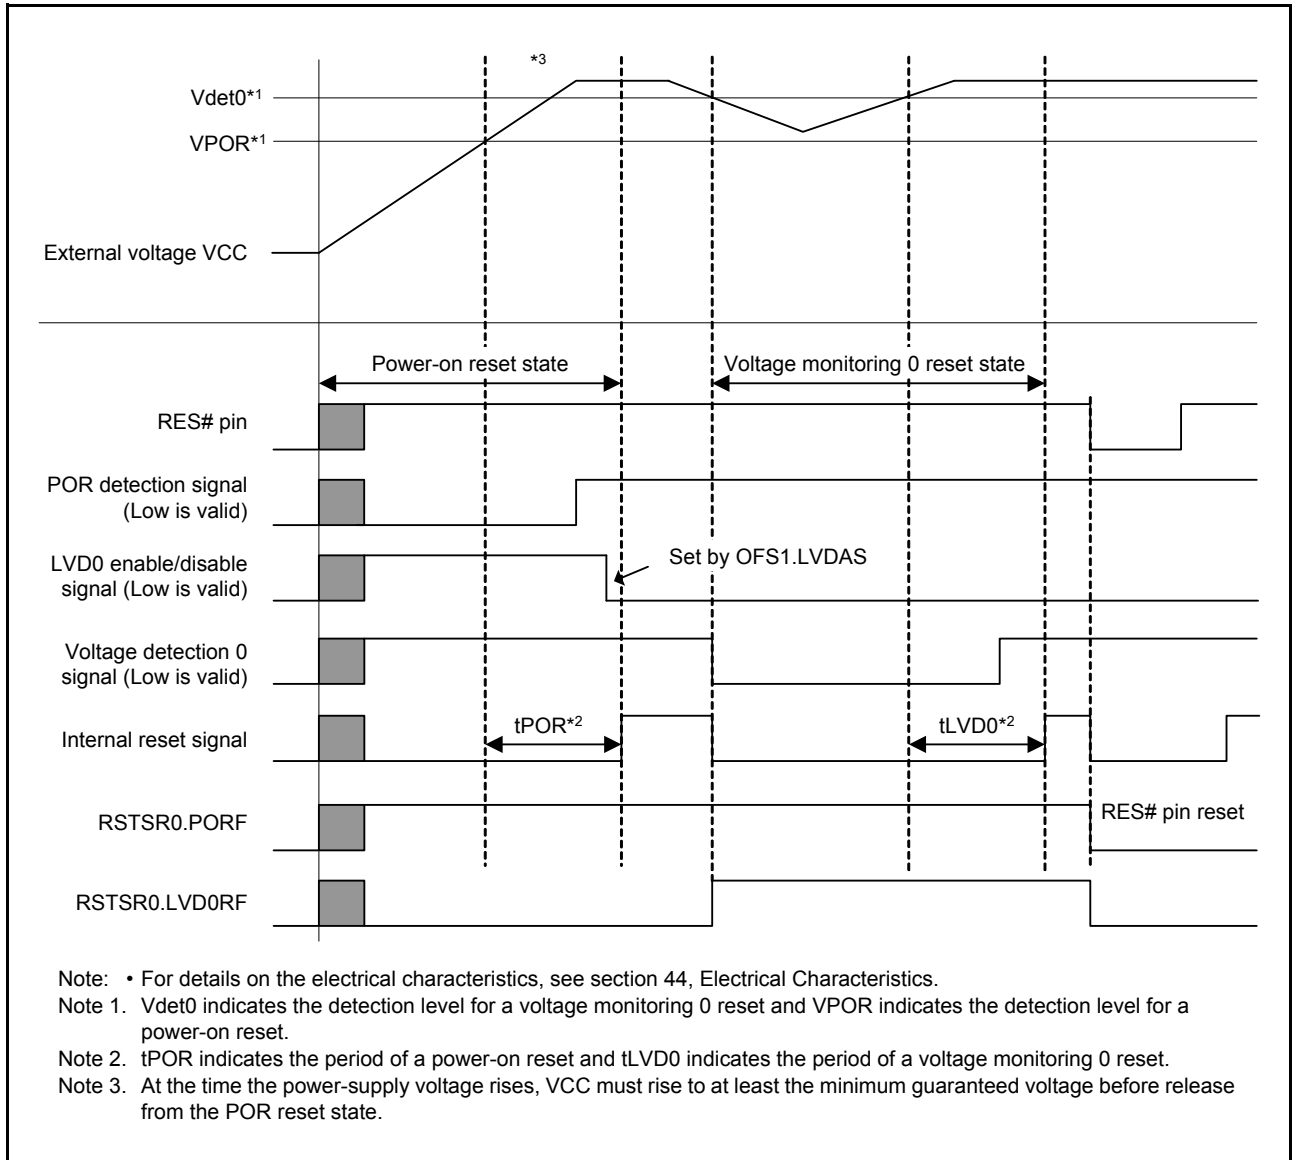 *3
Vdet0*1
VPOR*1
External voltage VCC
Power-on reset state
Voltage monitoring 0 reset state
RES# pin
POR detection signal
(Low is valid)
LVD0 enable/disable
signal (Low is valid)
Set by OFS1.LVDAS
Voltage detection 0
signal (Low is valid)
Internal reset signal
tPOR*2
tLVD0*2
RSTSR0.PORF
RES# pin reset
RSTSR0.LVD0RF
Note: • For details on the electrical characteristics, see section 44, Electrical Characteristics.
Note 1. Vdet0 indicates the detection level for a voltage monitoring 0 reset and VPOR indicates the detection level for a
power-on reset.
Note 2. tPOR indicates the period of a power-on reset and tLVD0 indicates the period of a voltage monitoring 0 reset.
Note 3. At the time the power-supply voltage rises, VCC must rise to at least the minimum guaranteed voltage before release
from the POR reset state.